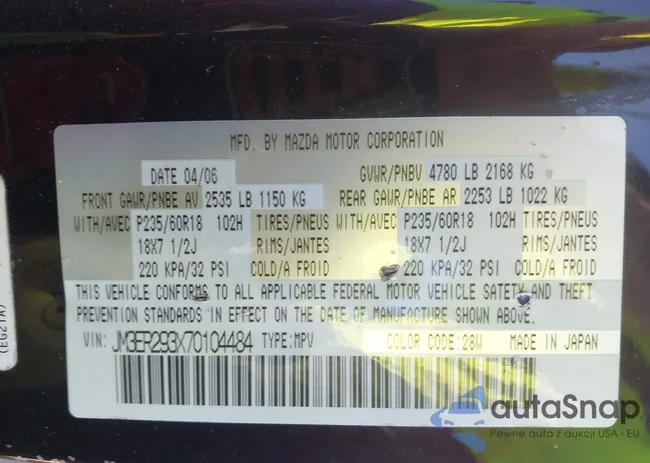 MFD. BY MAZDA MOTOR CORPORATION
DATE 04/06 GVWR/PNBV 4780 LB 2168 KG
FRONT GAWR/PNBE AV 2535 LB 1150 KG REAR GAWR/PNBE AR 2253 LB 1022 KG
WITH/AVEC P235/60R18 102H TIRES/PNEUS WITH/AVEC P235/60R18 102H TIRES/PNEUS
18X7 1/2J RIMS/JANTES 18X7 1/2J RIMS/JANTES
220 KPA/32 PSI COLD/A FROID 220 KPA/32 PSI COLD/A FROID
THIS VEHICLE CONFORMS TO ALL APPLICABLE FEDERAL MOTOR VEHICLE SAFETY AND THEFT
PREVENTION STANDARDS IN EFFECT ON THE DATE OF MANUFACTURE SHOWN ABOVE.
VIN: JM3ER293X70104484 TYPE:MPV COLOR CODE:28W MADE IN JAPAN
(EG21A)
autaSnap
Pewne auta z aukcji USA i EU